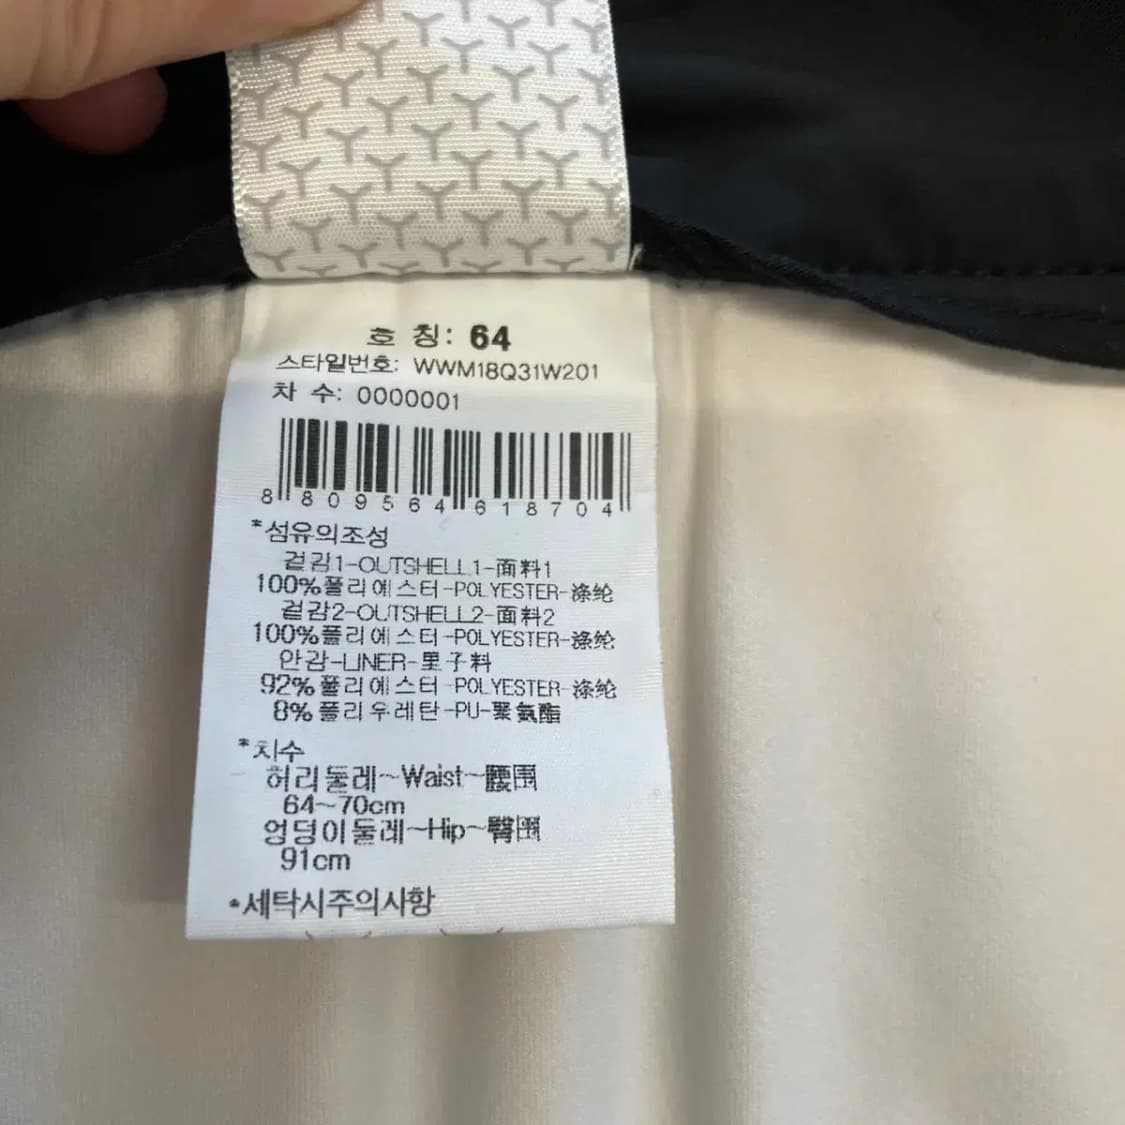 호 칭: 64
스타일번호: WWM18Q31W201
차 수: 0000001
8 809564 618704
*섬유의조성
겉감1-OUTSHELL1-面料1
100%폴리에스터-POLYESTER-涤纶
겉감2-OUTSHELL2-面料2
100%폴리에스터-POLYESTER-涤纶
안감-LINER-里子料
92%폴리에스터-POLYESTER-涤纶
8%폴리우레탄-PU-聚氨酯
*치수
허리둘레~Waist~腰围
64~70cm
엉덩이둘레~Hip~臀围
91cm
*세탁시주의사항